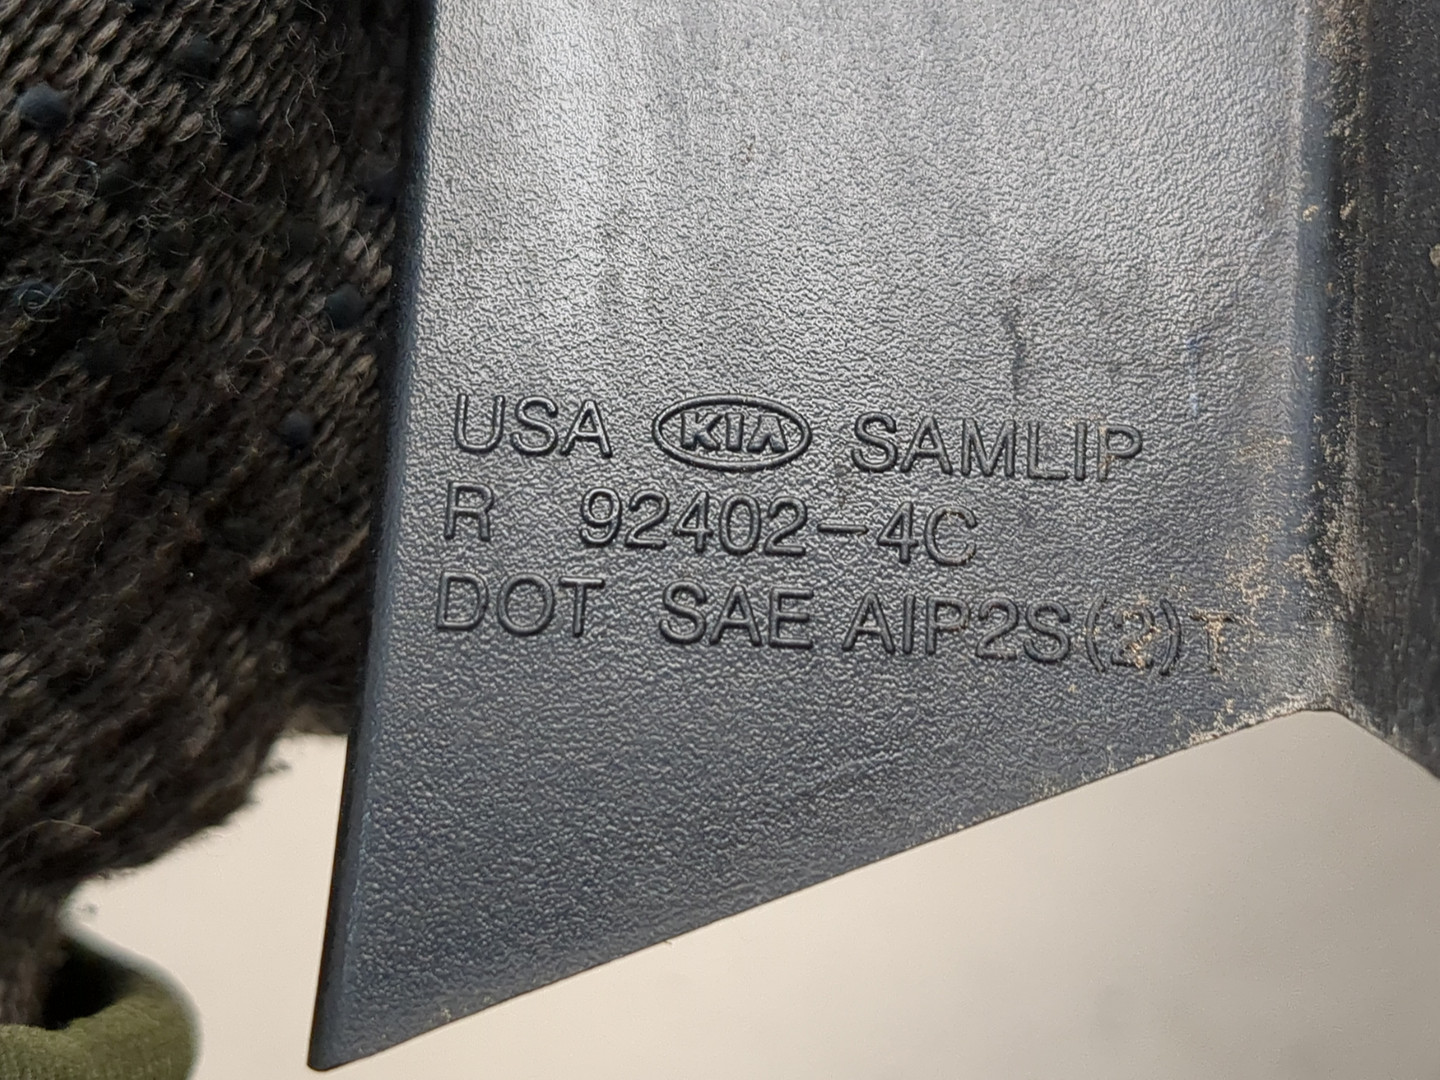 USA KIA SAMLIP
R 92402-4C
DOT SAE AIP2S(2)T